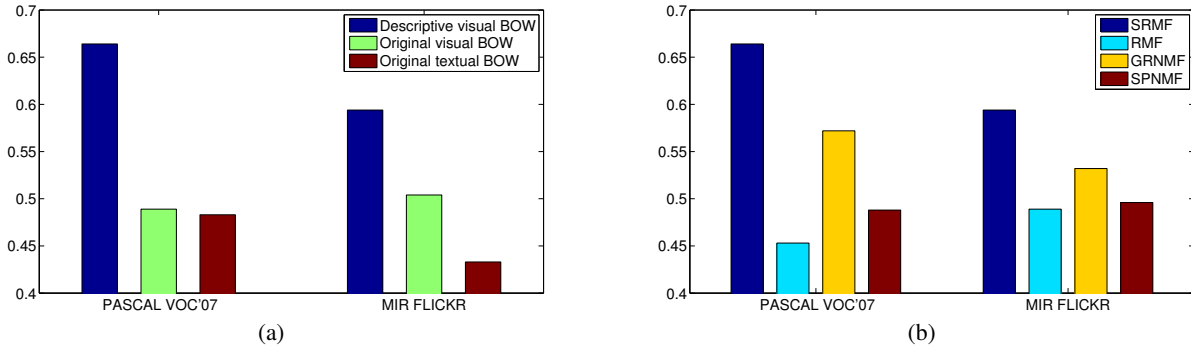 0.7
0.65
0.6
0.55
0.5
0.45
0.4
Descriptive visual BOW
Original visual BOW
Original textual BOW
PASCAL VOC'07
MIR FLICKR
(a)
0.7
0.65
0.6
0.55
0.5
0.45
0.4
SRMF
RMF
GRNMF
SPNMF
PASCAL VOC'07
MIR FLICKR
(b)